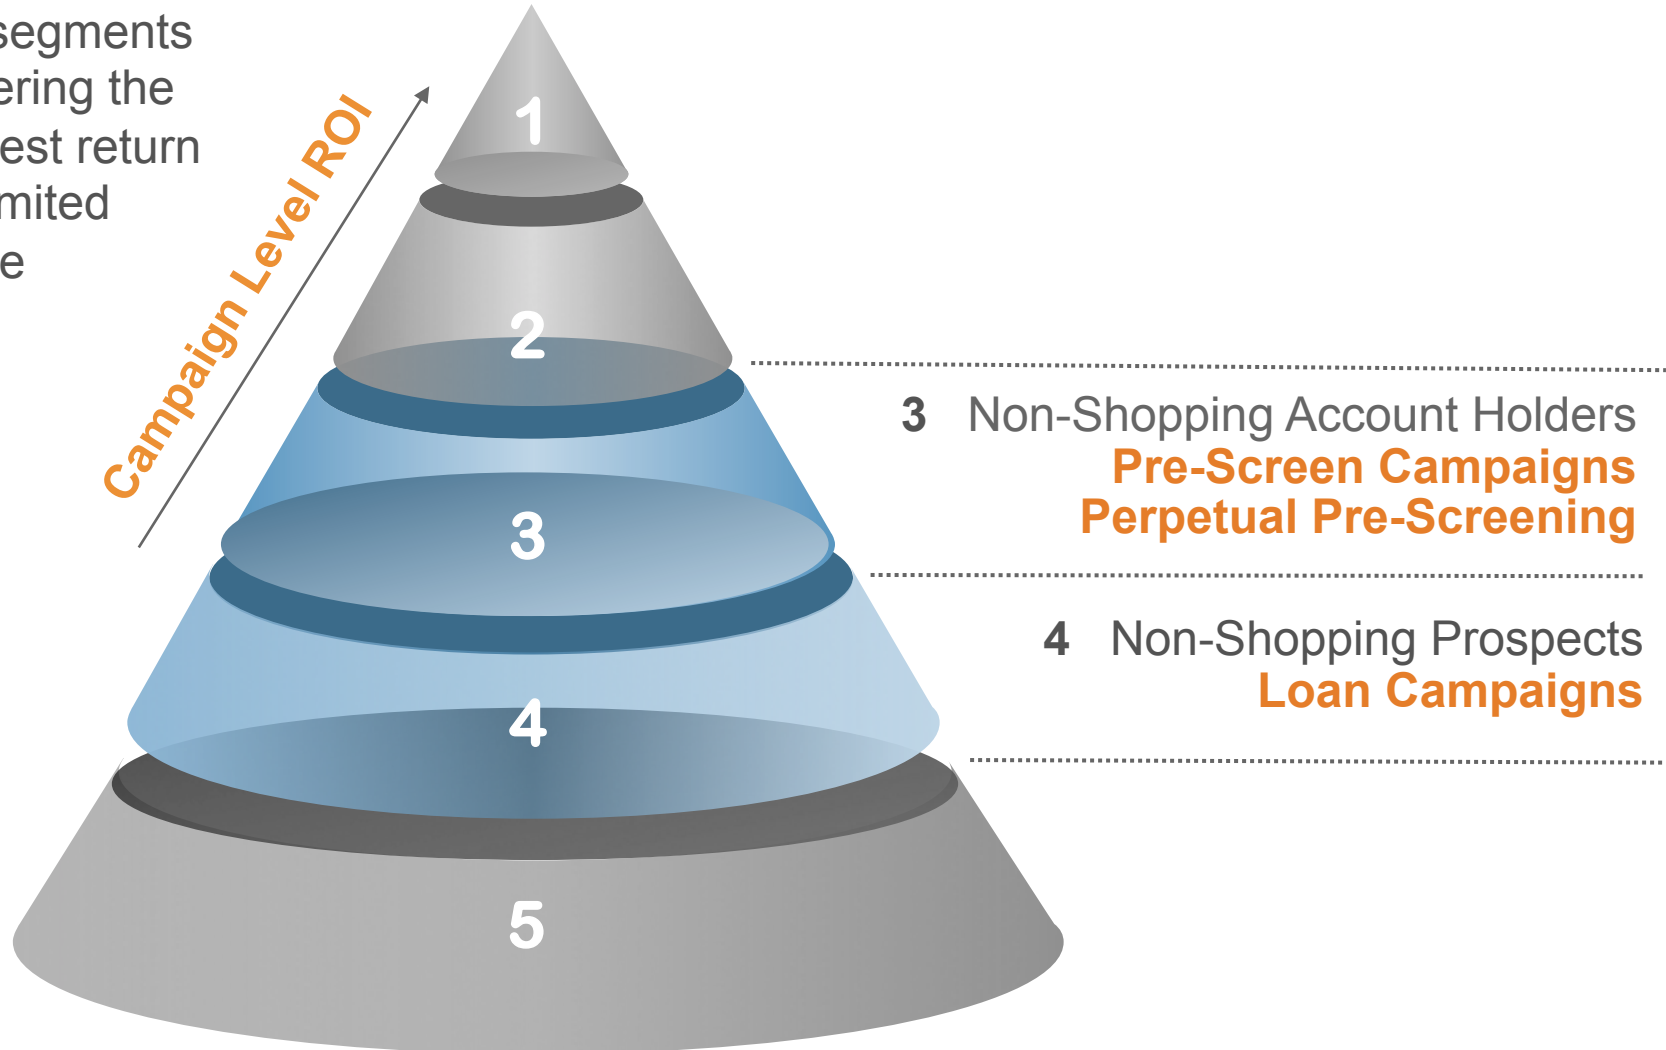 segments
ering the
est return
mited
e
Campaign Level ROI
1
2
3
4
5
3 Non-Shopping Account Holders
Pre-Screen Campaigns
Perpetual Pre-Screening
4 Non-Shopping Prospects
Loan Campaigns